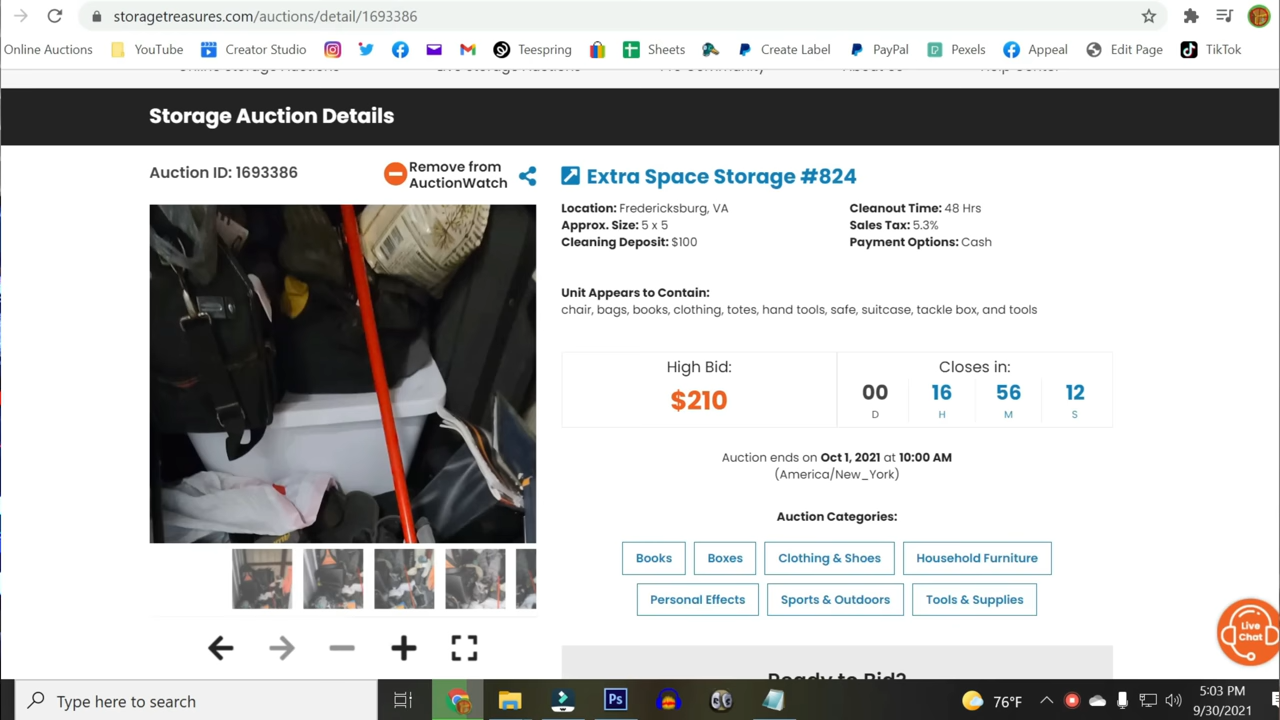 storagetreasures.com/auctions/detail/1693386
Online Auctions YouTube Creator Studio Teespring Sheets Create Label PayPal Pexels Appeal Edit Page TikTok
Storage Auction Details
Auction ID: 1693386
Remove from
AuctionWatch
Extra Space Storage #824
Location: Fredericksburg, VA
Approx. Size: 5 x 5
Cleaning Deposit: $100
Cleanout Time: 48 Hrs
Sales Tax: 5.3%
Payment Options: Cash
Unit Appears to Contain:
chair, bags, books, clothing, totes, hand tools, safe, suitcase, tackle box, and tools
High Bid:
$210
Closes in:
00 16 56 12
D H M S
Auction ends on Oct 1, 2021 at 10:00 AM
(America/New_York)
Auction Categories:
Books Boxes Clothing & Shoes Household Furniture
Personal Effects Sports & Outdoors Tools & Supplies
Ready to Bid?
Live
Chat
Type here to search
Ps
76°F
5:03 PM
9/30/2021